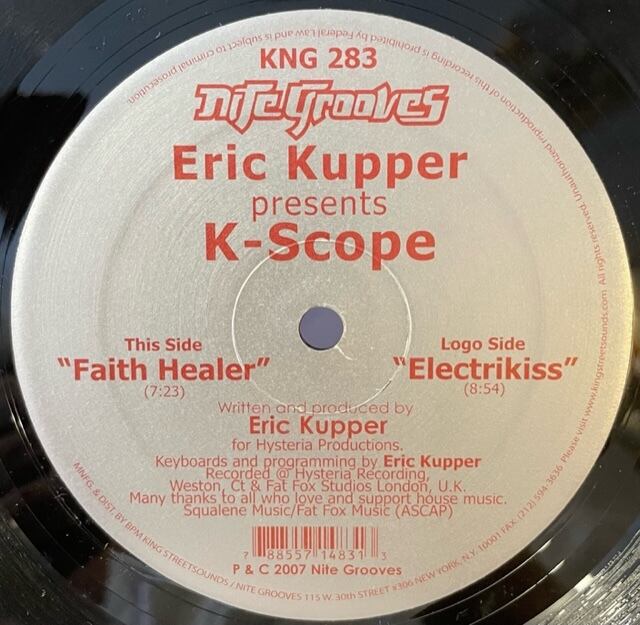 KNG 283
NiteGrooves
Eric Kupper
presents
K-Scope
This Side
"Faith Healer"
(7:23)
Logo Side
"Electrikiss"
(8:54)
Written and produced by
Eric Kupper
for Hysteria Productions.
Keyboards and programming by Eric Kupper
Recorded @ Hysteria Recording,
Weston, Ct & Fat Fox Studios London, U.K.
Many thanks to all who love and support house music.
Squalene Music/Fat Fox Music (ASCAP)
7 88557 14831 3
P & C 2007 Nite Grooves
MNFG. & DIST. BY BPM KING STREETSOUNDS / NITE GROOVES 115 W. 30th STREET #306 NEW YORK, N.Y. 10001 FAX: (212) 594-3636 Please visit www.kingstreetsounds.com All rights reserved. Unauthorized reproduction of this recording is prohibited by Federal Law and is subject to criminal prosecution